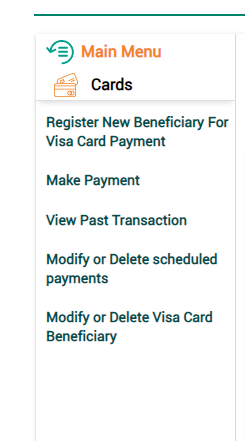 Main Menu
Cards
Register New Beneficiary For
Visa Card Payment
Make Payment
View Past Transaction
Modify or Delete scheduled
payments
Modify or Delete Visa Card
Beneficiary